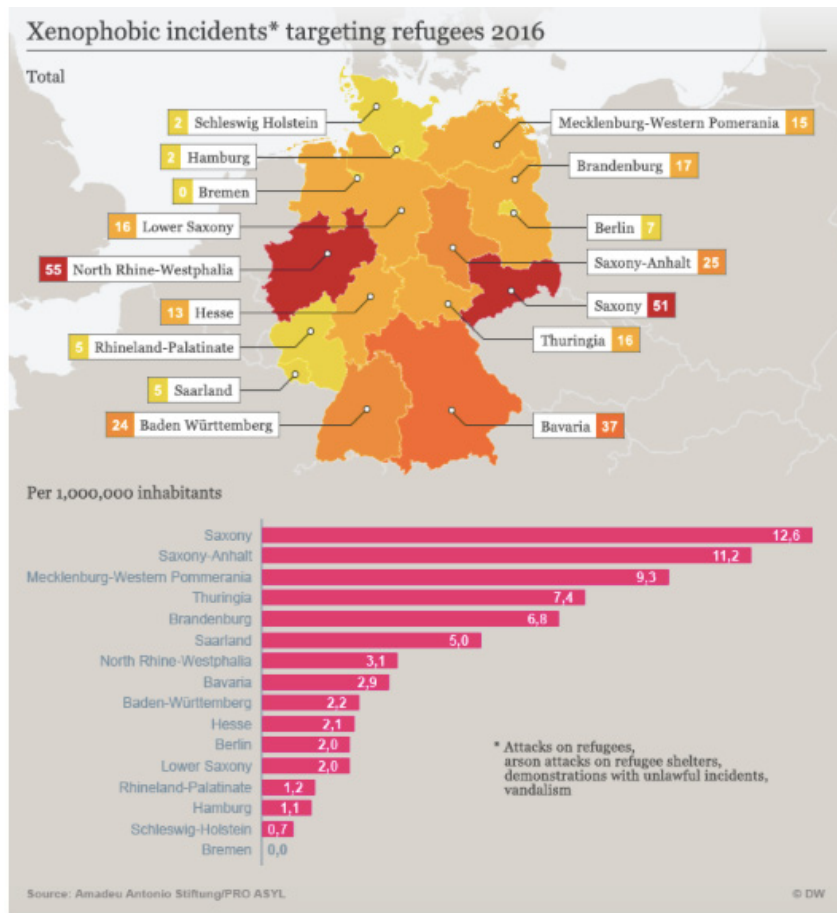 Xenophobic incidents* targeting refugees 2016
Total
2 Schleswig Holstein
Mecklenburg-Western Pomerania 15
2 Hamburg
Brandenburg 17
0 Bremen
16 Lower Saxony
Berlin 7
55 North Rhine-Westphalia
Saxony-Anhalt 25
13 Hesse
Saxony 51
5 Rhineland-Palatinate
Thuringia 16
5 Saarland
24 Baden Württemberg
Bavaria 37
Per 1,000,000 inhabitants
Saxony 12,6
Saxony-Anhalt 11,2
Mecklenburg-Western Pommerania 9,3
Thuringia 7,4
Brandenburg 6,8
Saarland 5,0
North Rhine-Westphalia 3,1
Bavaria 2,9
Baden-Württemberg 2,2
Hesse 2,1
Berlin 2,0
Lower Saxony 2,0
Rhineland-Palatinate 1,2
Hamburg 1,1
Schleswig-Holstein 0,7
Bremen 0,0
* Attacks on refugees,
arson attacks on refugee shelters,
demonstrations with unlawful incidents,
vandalism
Source: Amadeu Antonio Stiftung/PRO ASYL
© DW